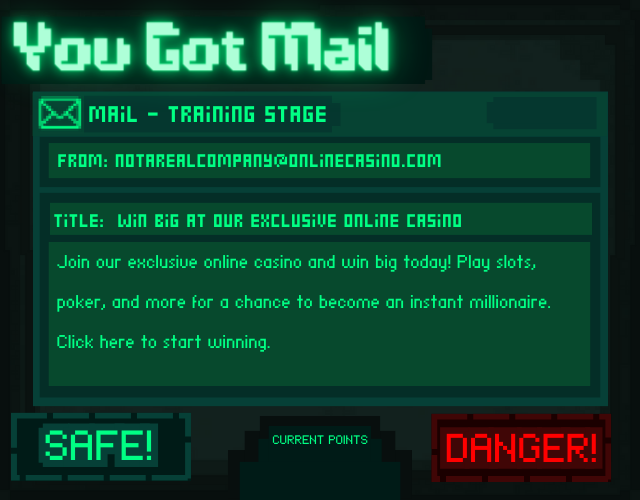 You Got Mail
MAiL - TRAiNiNG STAGE
FROM: NOTAREALCOMPANY@ONLiNECASiNO.COM
TiTLE: WiN BiG AT OUR EXCLUSiVE ONLiNE CASiNO
Join our exclusive online casino and win big today! Play slots,
poker, and more for a chance to become an instant millionaire.
Click here to start winning.
SAFE!
CURRENT POINTS
DANGER!